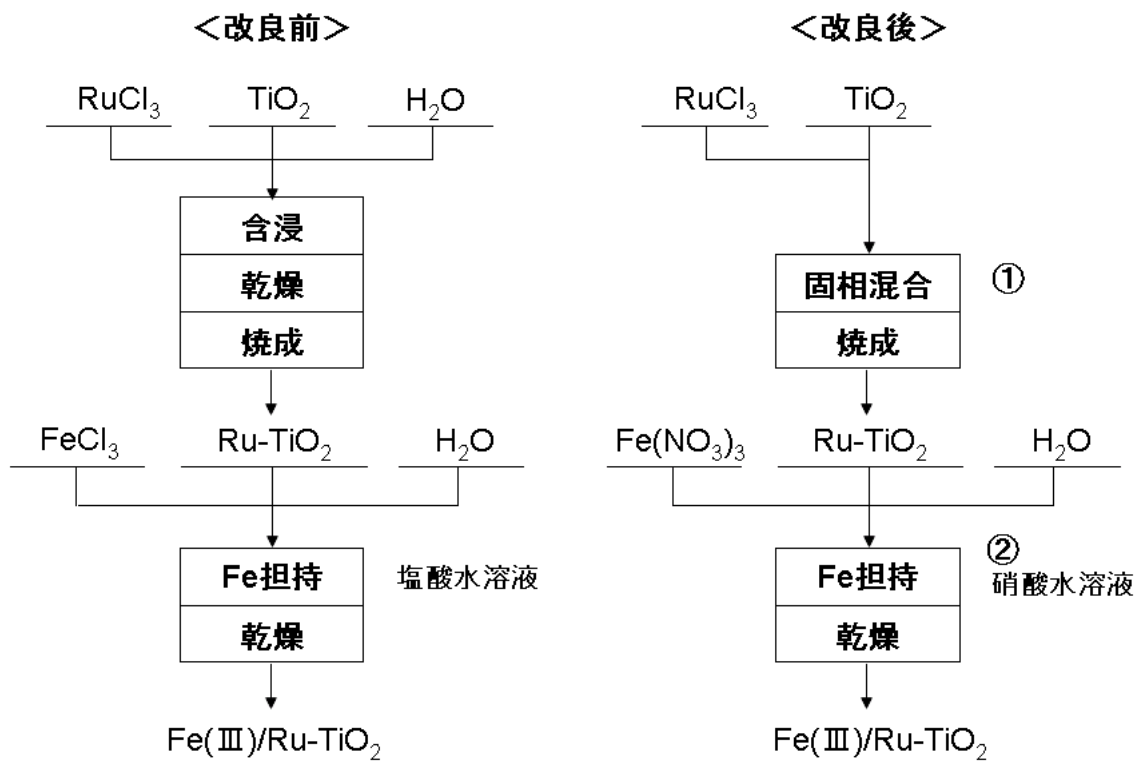 ＜改良前＞
RuCl₃ TiO₂ H₂O
含浸
乾燥
焼成
FeCl₃ Ru-TiO₂ H₂O
Fe担持 塩酸水溶液
乾燥
Fe(Ⅲ)/Ru-TiO₂
＜改良後＞
RuCl₃ TiO₂
固相混合 ①
焼成
Fe(NO₃)₃ Ru-TiO₂ H₂O
②
Fe担持 硝酸水溶液
乾燥
Fe(Ⅲ)/Ru-TiO₂